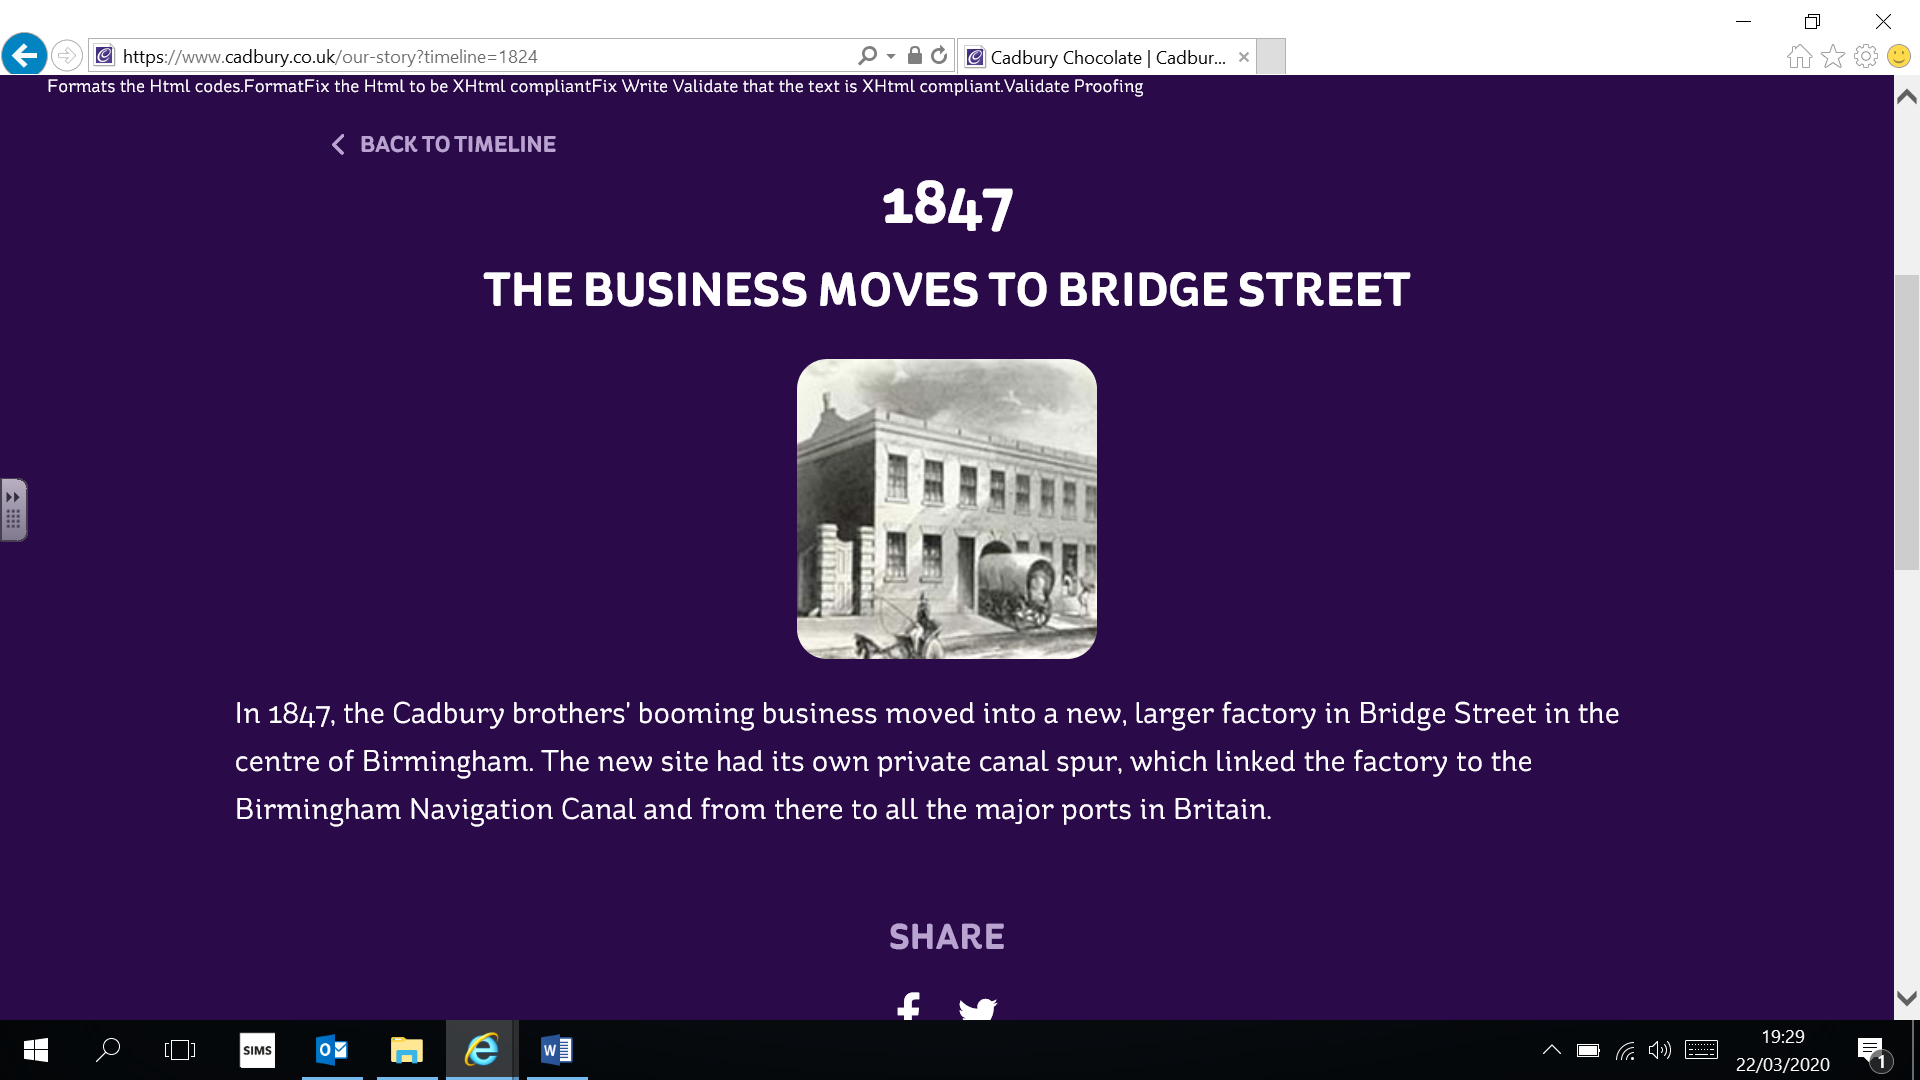 https://www.cadbury.co.uk/our-story?timeline=1824
Cadbury Chocolate | Cadbur...
Formats the Html codes.FormatFix the Html to be XHtml compliantFix Write Validate that the text is XHtml compliant.Validate Proofing
BACK TO TIMELINE
1847
THE BUSINESS MOVES TO BRIDGE STREET
In 1847, the Cadbury brothers' booming business moved into a new, larger factory in Bridge Street in the
centre of Birmingham. The new site had its own private canal spur, which linked the factory to the
Birmingham Navigation Canal and from there to all the major ports in Britain.
SHARE
SIMS
19:29
22/03/2020
1